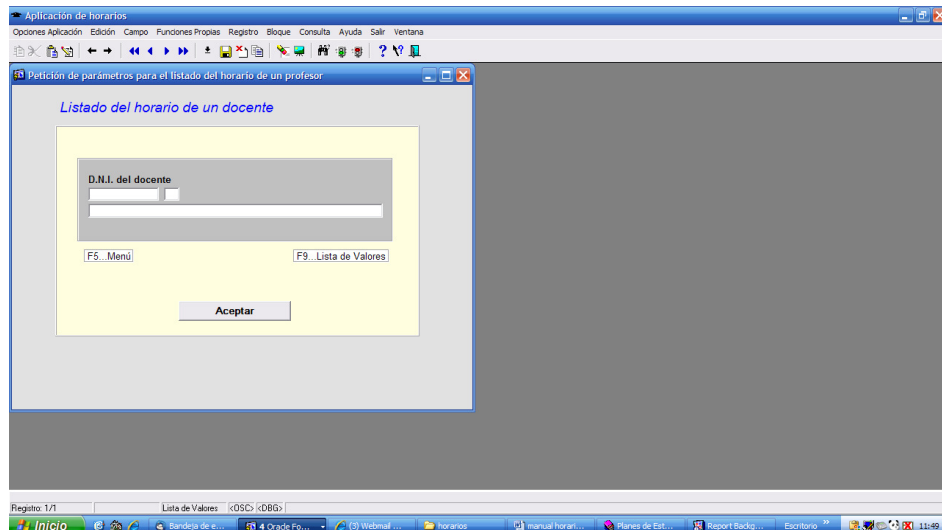 Aplicación de horarios
Opciones Aplicación Edición Campo Funciones Propias Registro Bloque Consulta Ayuda Salir Ventana
Petición de parámetros para el listado del horario de un profesor
Listado del horario de un docente
D.N.I. del docente
F5...Menú F9...Lista de Valores
Aceptar
Registro: 1/1 Lista de Valores <OSC> <DBG>
Inicio Bandeja de e... 4 Oracle Fo... (3) Webmail ... horarios manual horari... Planes de Est... Report Backg... Escritorio » 11:49